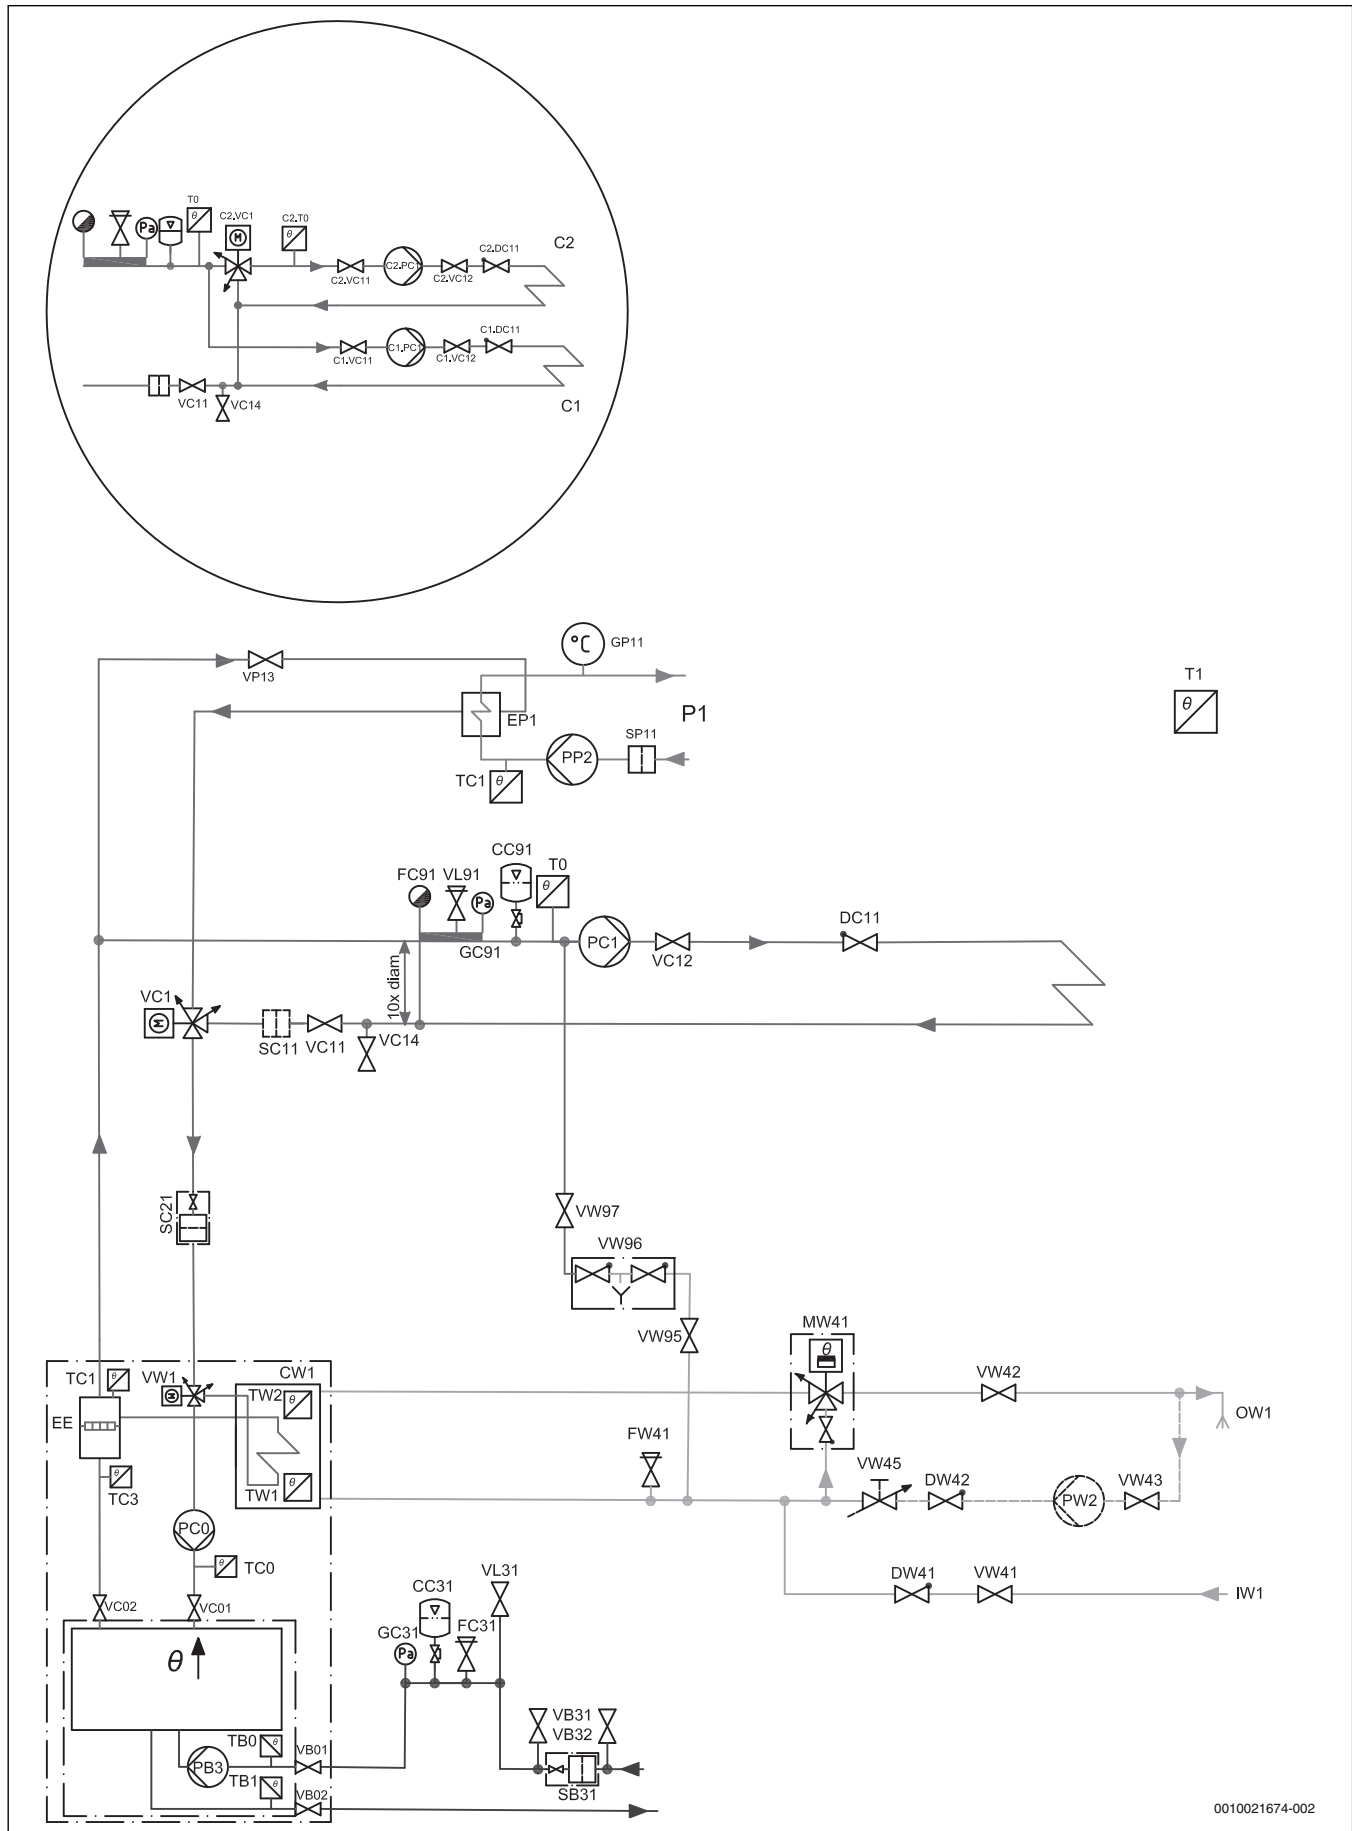 T0
C2.VC1
C2.T0
θ
M
θ
Pa
C2.DC11
C2
C2.VC11
C2.PC1
C2.VC12
C1.DC11
C1.VC11
C1.PC1
C1.VC12
VC11
VC14
C1
°C
GP11
VP13
EP1
P1
T1
θ
SP11
PP2
TC1
θ
CC91
T0
FC91
VL91
θ
Pa
DC11
GC91
PC1
VC12
10x diam
VC1
M
SC11
VC11
VC14
SC21
VW97
VW96
VW95
MW41
θ
VW42
TC1
θ
VW1
M
CW1
TW2
θ
EE
OW1
FW41
VW45
DW42
VW43
TC3
θ
TW1
θ
PW2
PC0
θ
TC0
VL31
DW41
VW41
IW1
CC31
VC02
VC01
GC31
FC31
Pa
θ
VB31
VB32
TB0
θ
VB01
PB3
TB1
θ
VB02
SB31
0010021674-002